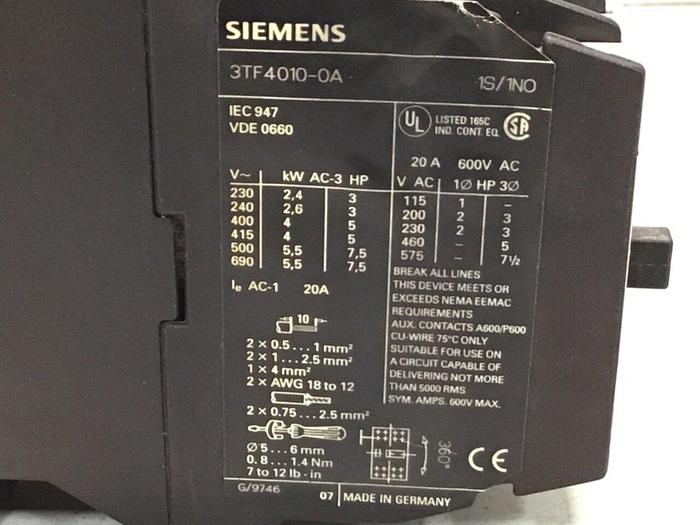 SIEMENS
3TF4010-0A 1S/1NO
IEC 947
VDE 0660
V~ kW AC-3 HP
230 2,4 3
240 2,6 3
400 4 5
415 4 5
500 5,5 7,5
690 5,5 7,5
Ie AC-1 20A
10
2 × 0.5...1 mm²
2 × 1...2.5 mm²
1 × 4 mm²
2 × AWG 18 to 12
2 × 0.75...2.5 mm²
Ø 5...6 mm
0.8...1.4 Nm
7 to 12 lb-in
UL LISTED 165C
IND. CONT. EQ. SA
20 A 600V AC
V AC 1Ø HP 3Ø
115 1 –
200 2 3
230 2 3
460 – 5
575 – 7½
BREAK ALL LINES
THIS DEVICE MEETS OR
EXCEEDS NEMA EEMAC
REQUIREMENTS
AUX. CONTACTS A600/P600
CU-WIRE 75°C ONLY
SUITABLE FOR USE ON
A CIRCUIT CAPABLE OF
DELIVERING NOT MORE
THAN 5000 RMS
SYM. AMPS. 600V MAX.
360°
CE
G/9746 07 MADE IN GERMANY